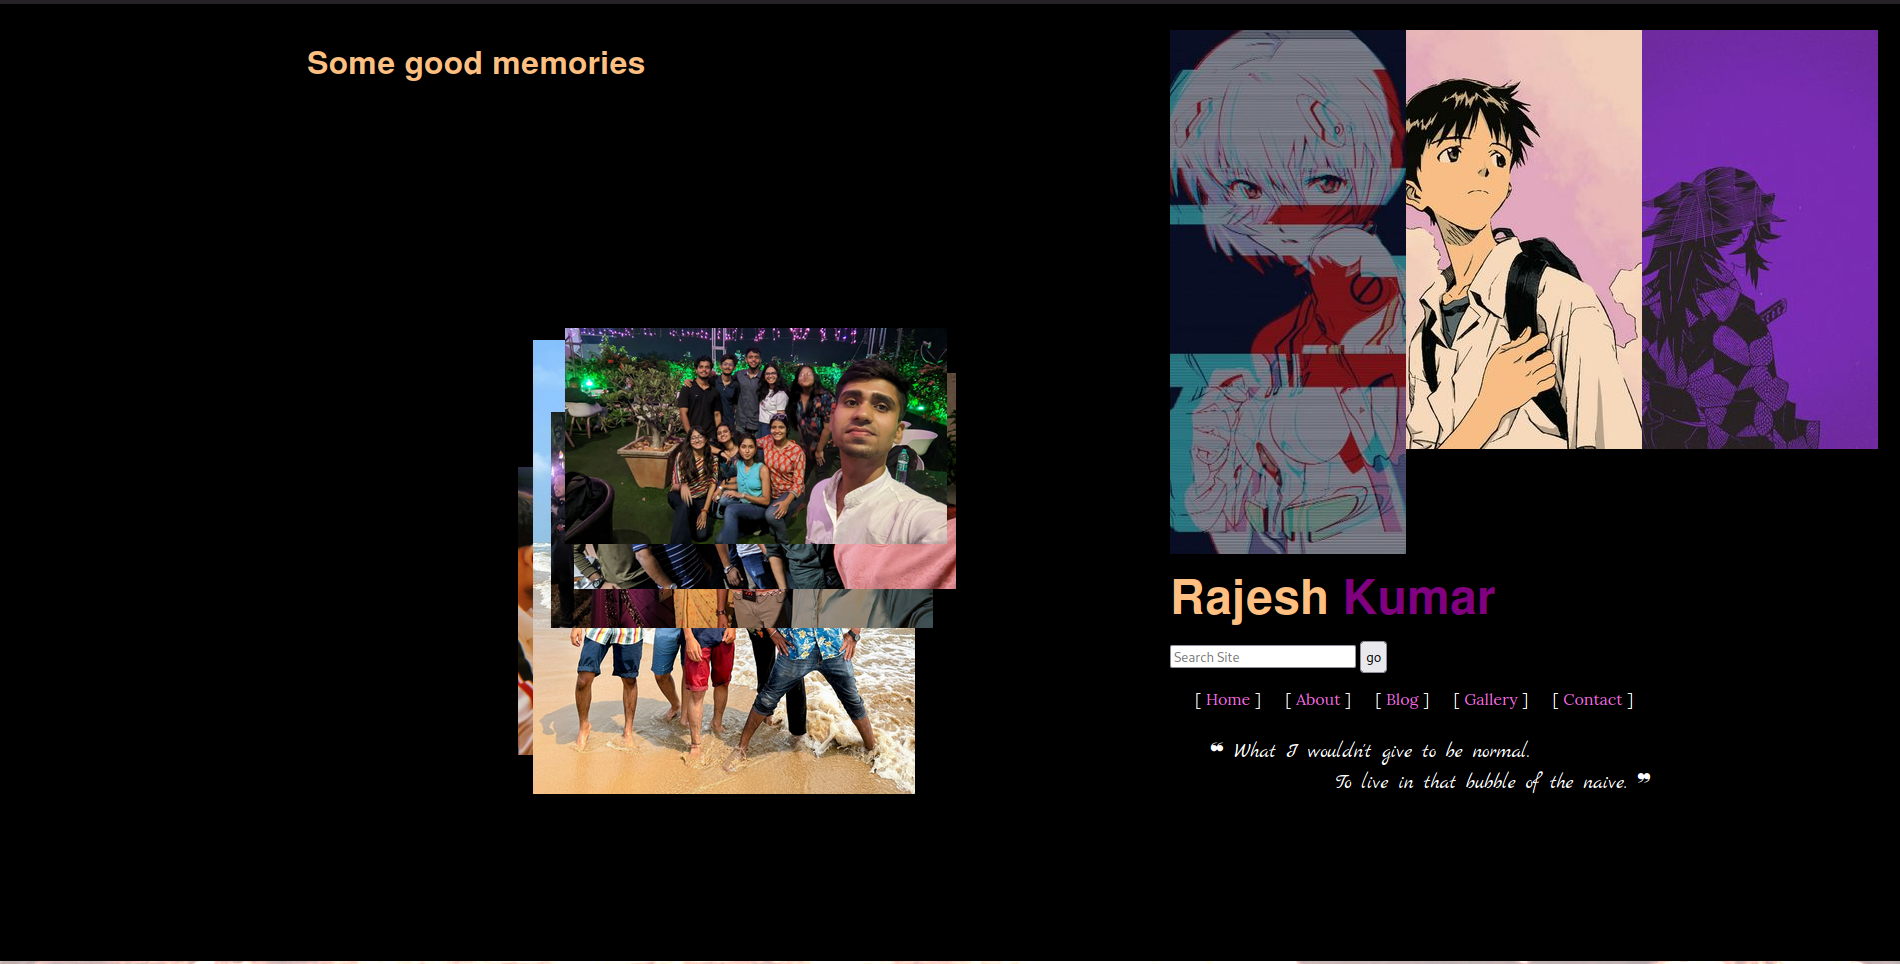 Some good memories
Rajesh Kumar
Search Site go
[ Home ] [ About ] [ Blog ] [ Gallery ] [ Contact ]
❝ What I wouldn't give to be normal.
To live in that bubble of the naive. ❞